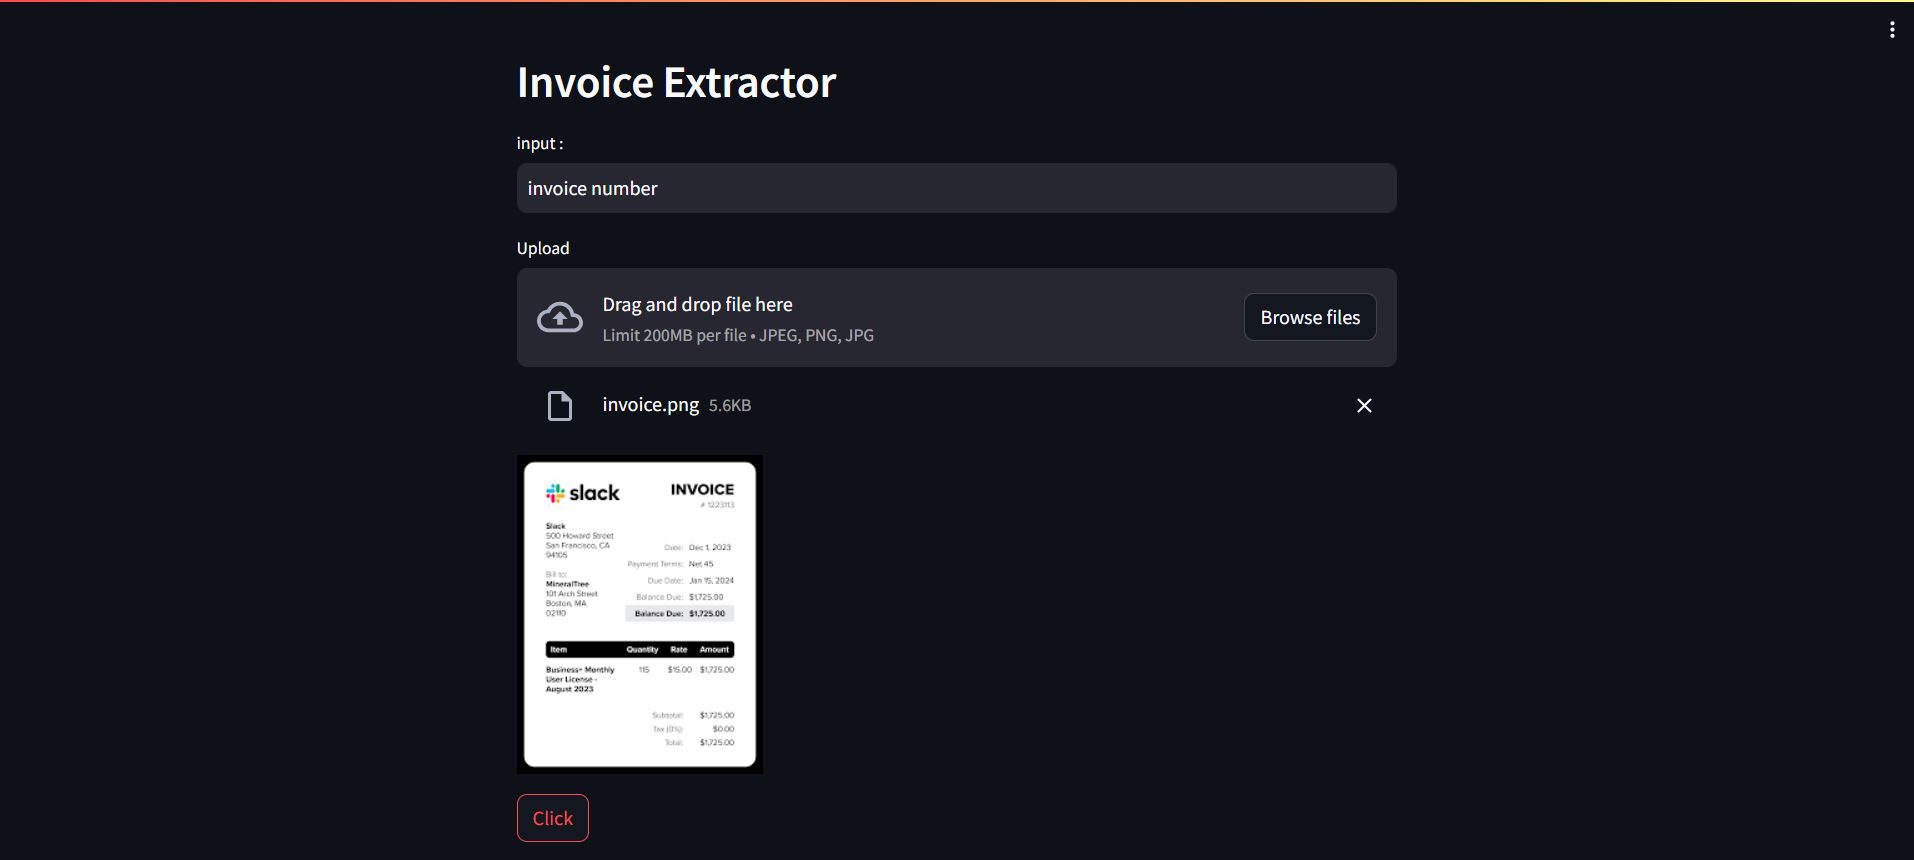 Invoice Extractor
input :
invoice number
Upload
Drag and drop file here
Limit 200MB per file • JPEG, PNG, JPG
Browse files
invoice.png 5.6KB
slack
INVOICE
# 1223113
Slack
500 Howard Street
San Francisco, CA
94105
Bill to:
MineralTree
101 Arch Street
Boston, MA
02110
Date: Dec 1, 2023
Payment Terms: Net 45
Due Date: Jan 15, 2024
Balance Due: $1,725.00
Balance Due: $1,725.00
Item Quantity Rate Amount
Business+ Monthly 115 $15.00 $1,725.00
User License -
August 2023
Subtotal: $1,725.00
Tax (0%): $0.00
Total: $1,725.00
Click